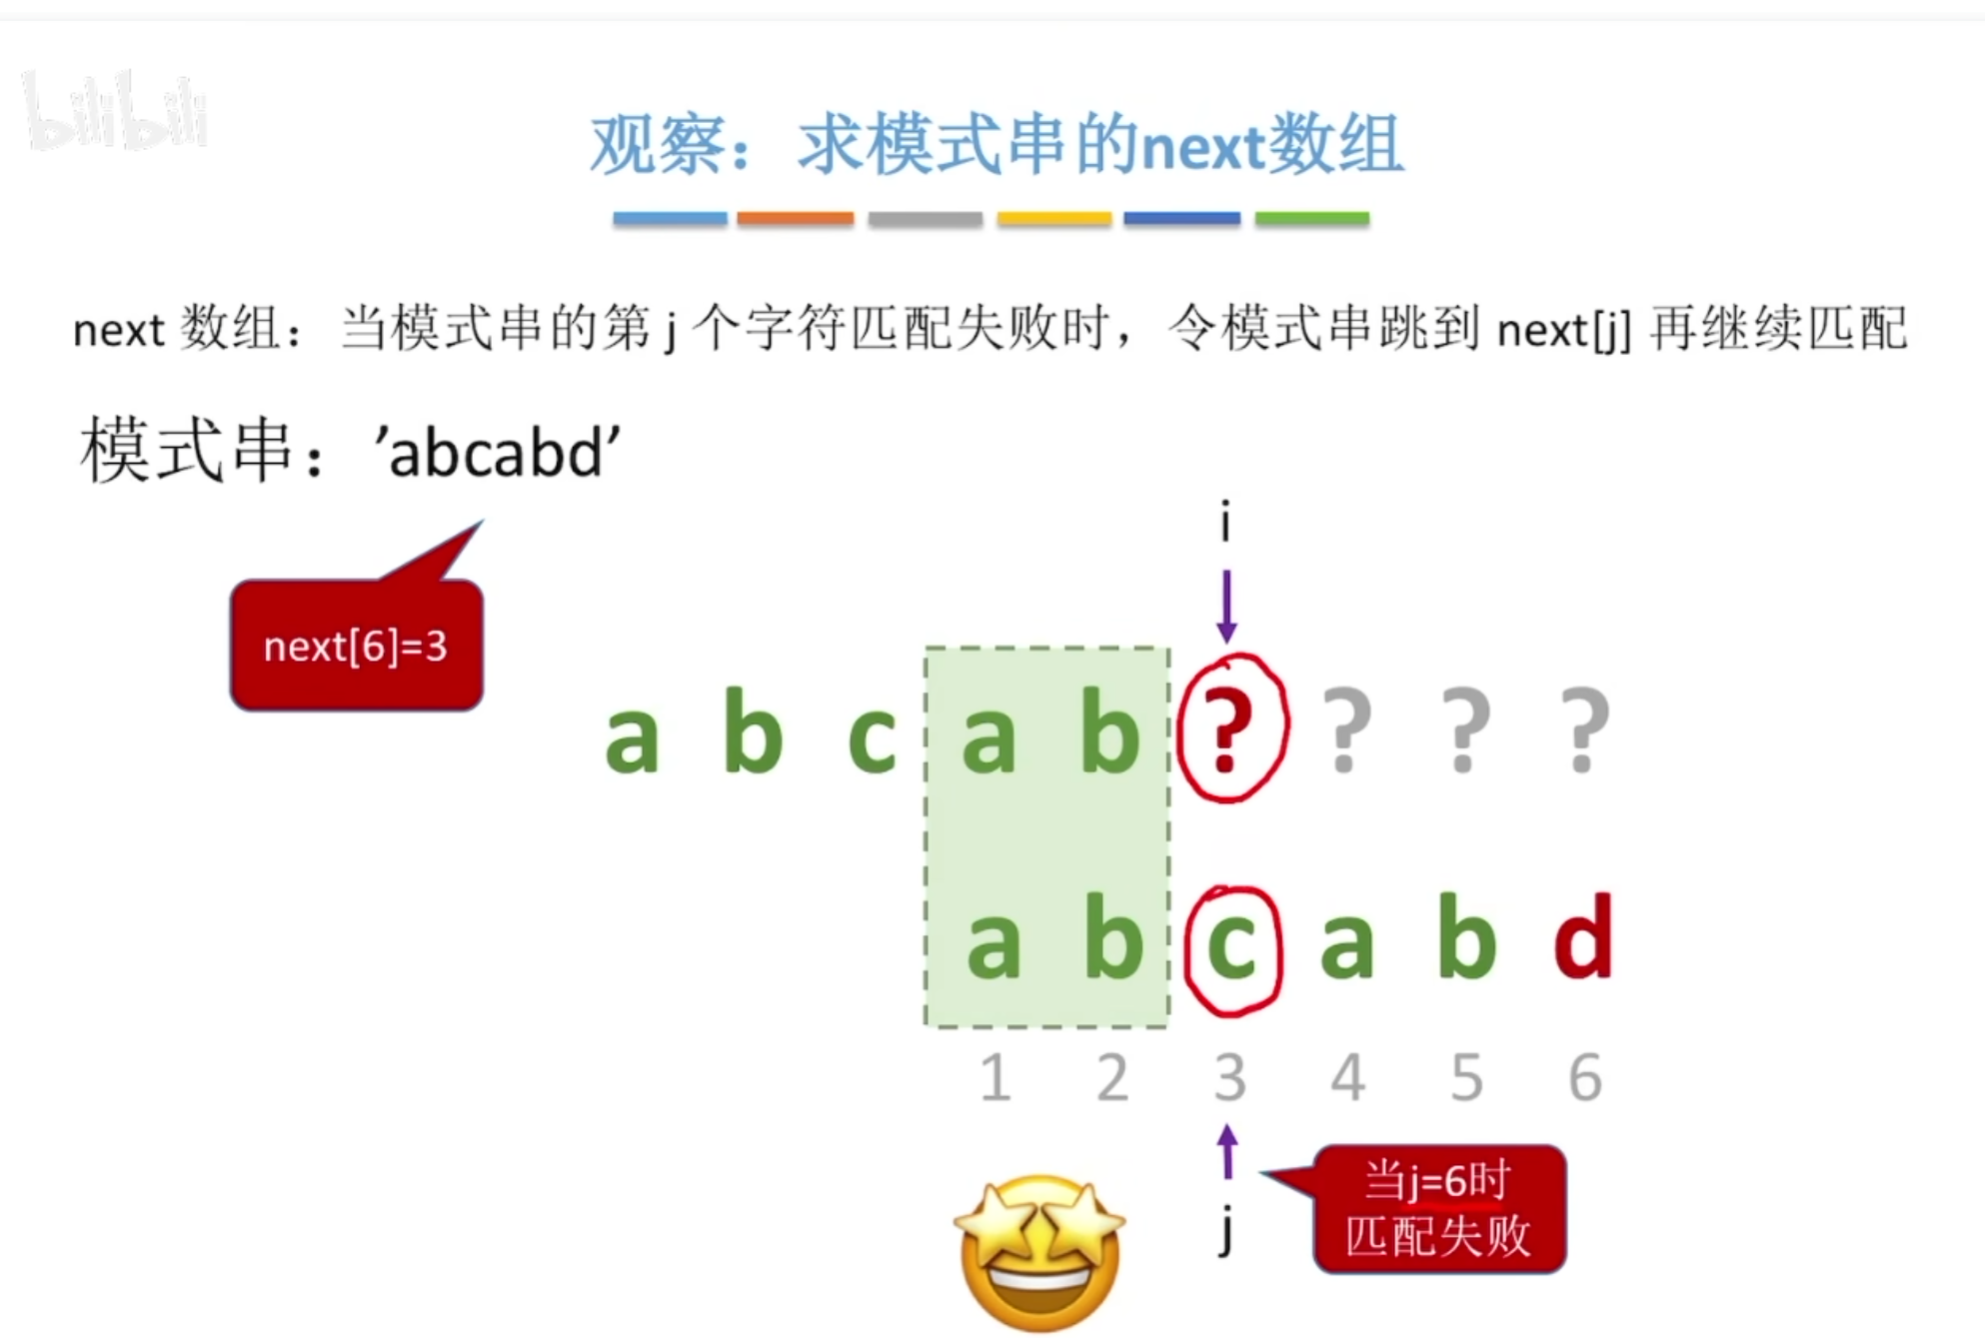 bilibili
观察：求模式串的next数组
next 数组：当模式串的第 j 个字符匹配失败时，令模式串跳到 next[j] 再继续匹配
模式串：’abcabd’
next[6]=3
i
a b c a b ? ? ? ?
a b c a b d
1 2 3 4 5 6
j
当j=6时
匹配失败